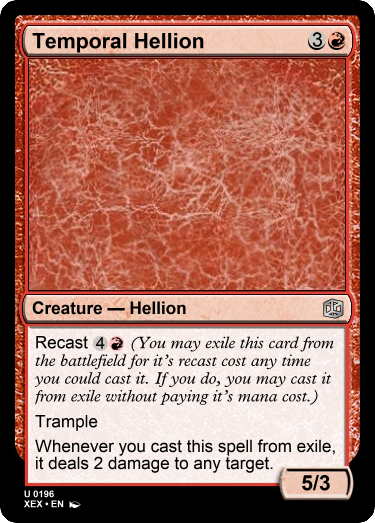 Temporal Hellion 3
Creature — Hellion
Recast 4 (You may exile this card from
the battlefield for it's recast cost any time
you could cast it. If you do, you may cast it
from exile without paying it's mana cost.)
Trample
Whenever you cast this spell from exile,
it deals 2 damage to any target.
5/3
U 0196
XEX • EN